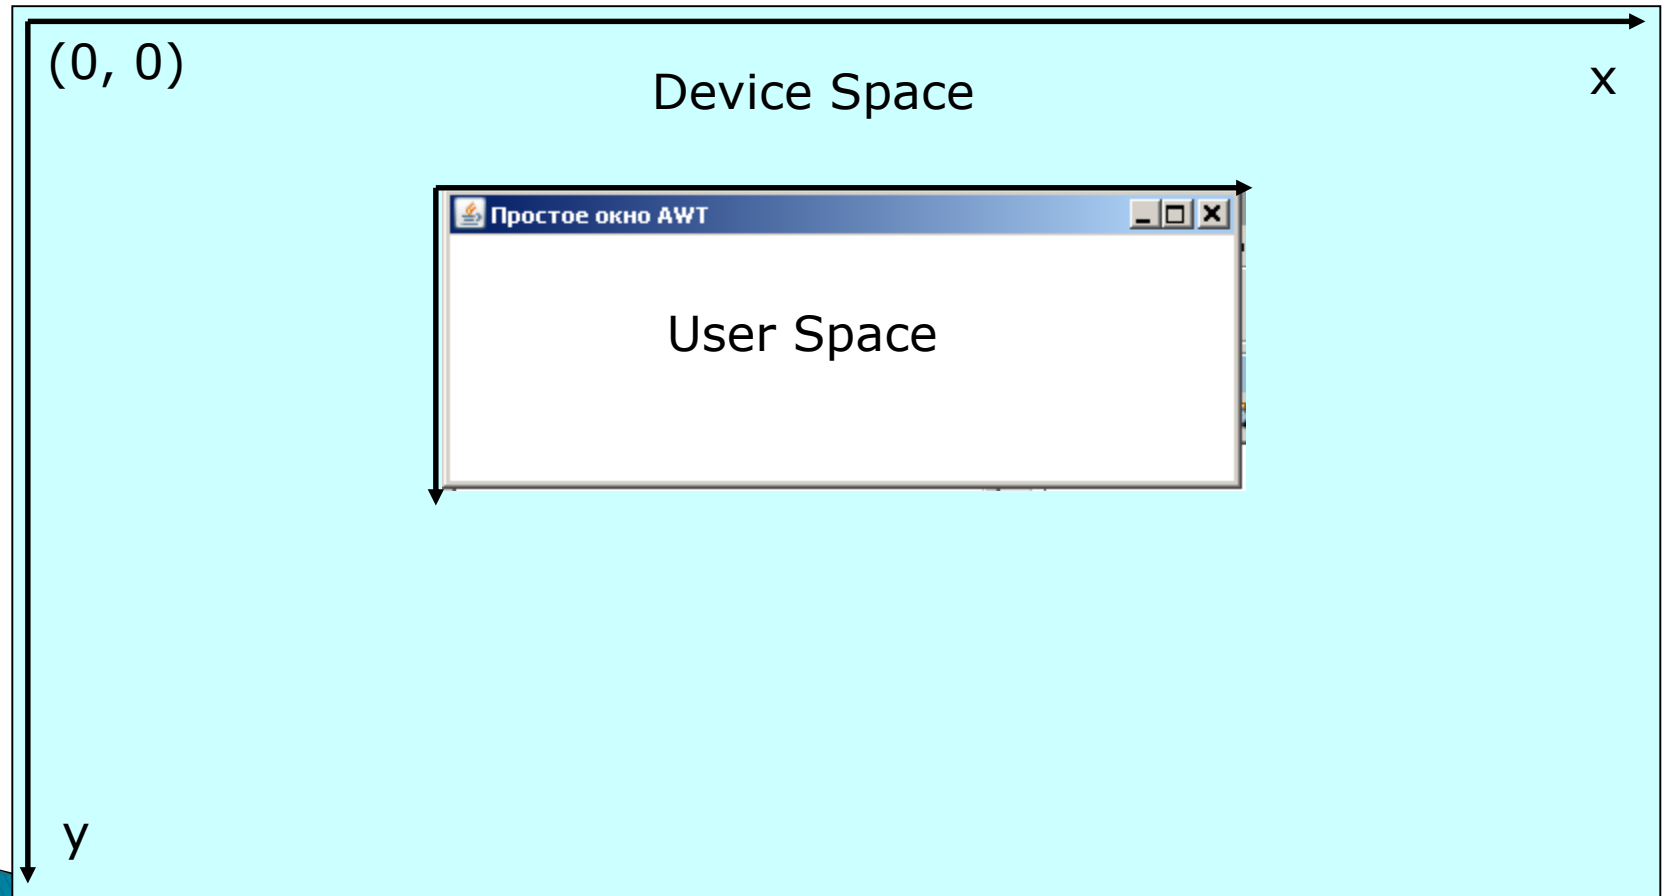 (0, 0)
Device Space
x
Простое окно AWT
User Space
y